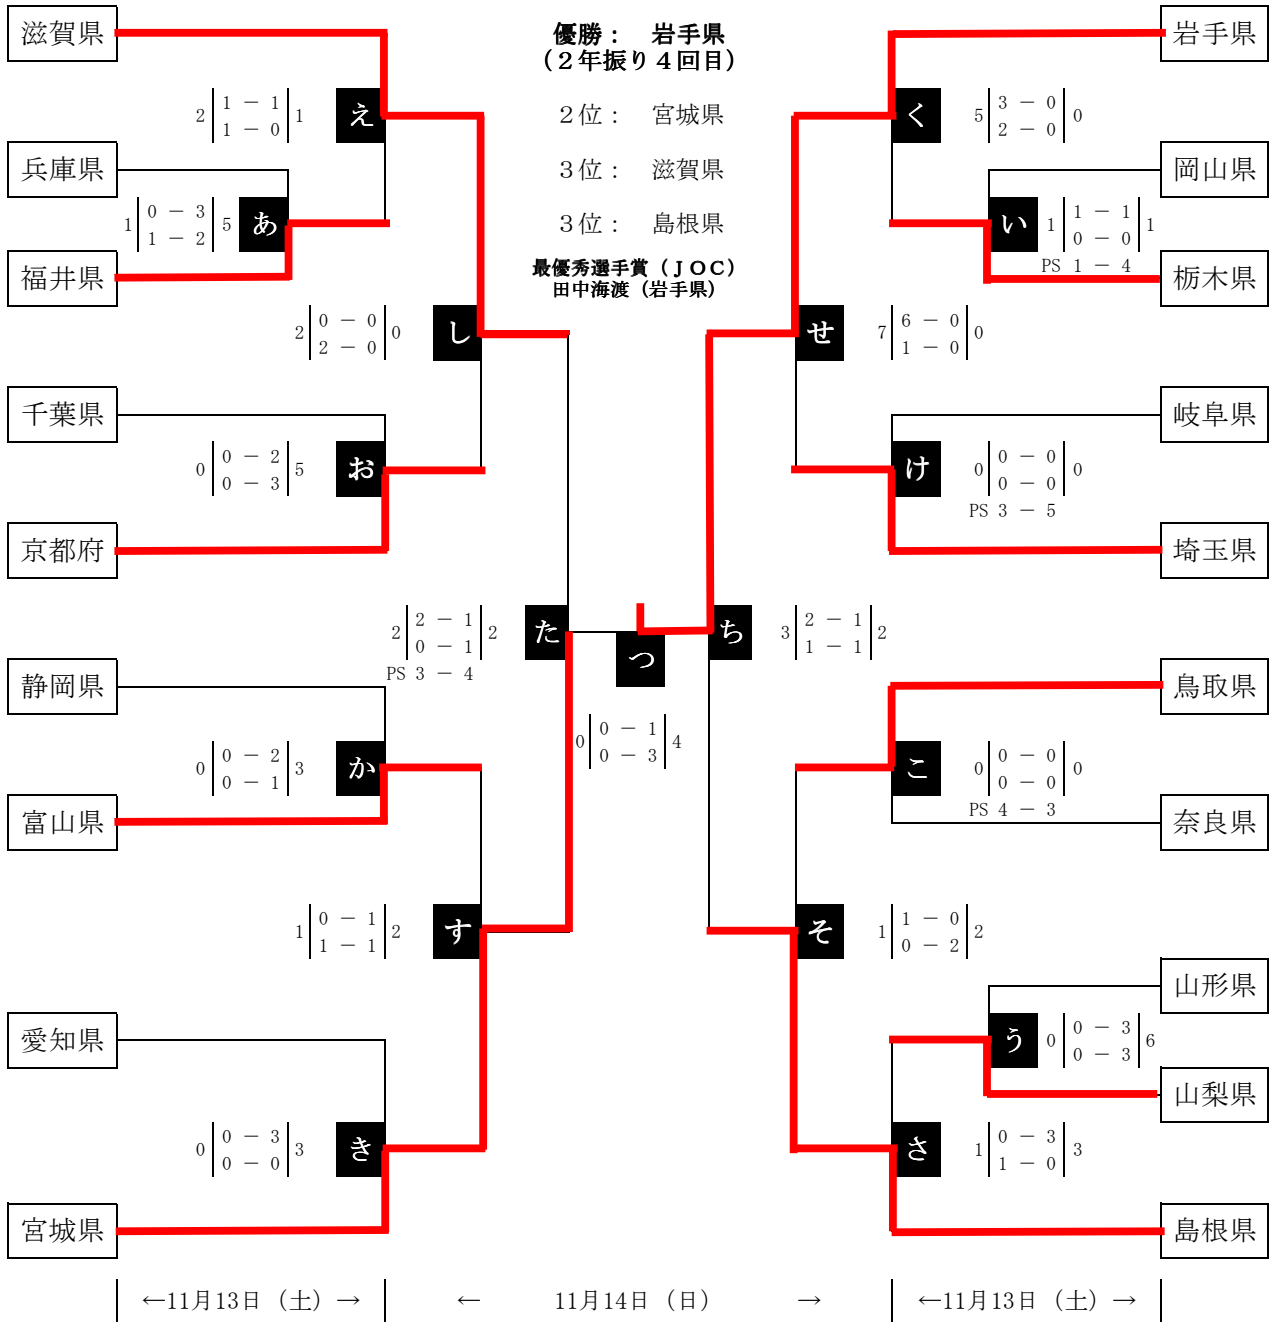 滋賀県
優勝： 岩手県
（２年振り４回目）
岩手県
2 1 － 1 1
1 － 0
え
２位： 宮城県
く
5 3 － 0 0
2 － 0
兵庫県
３位： 滋賀県
岡山県
1 0 － 3 5
1 － 2
あ
３位： 島根県
い
1 1 － 1 1
0 － 0
PS 1 － 4
福井県
最優秀選手賞（ＪＯＣ）
田中海渡（岩手県）
栃木県
2 0 － 0 0
2 － 0
し
せ
7 6 － 0 0
1 － 0
千葉県
岐阜県
0 0 － 2 5
0 － 3
お
け
0 0 － 0 0
0 － 0
PS 3 － 5
京都府
埼玉県
2 2 － 1 2
0 － 1
PS 3 － 4
た
つ
ち
3 2 － 1 2
1 － 1
静岡県
鳥取県
0 0 － 1 4
0 － 3
0 0 － 2 3
0 － 1
か
こ
0 0 － 0 0
0 － 0
PS 4 － 3
富山県
奈良県
1 0 － 1 2
1 － 1
す
そ
1 1 － 0 2
0 － 2
山形県
愛知県
う
0 0 － 3 6
0 － 3
山梨県
0 0 － 3 3
0 － 0
き
さ
1 0 － 3 3
1 － 0
宮城県
島根県
←11月13日（土）→
← 11月14日（日） →
←11月13日（土）→